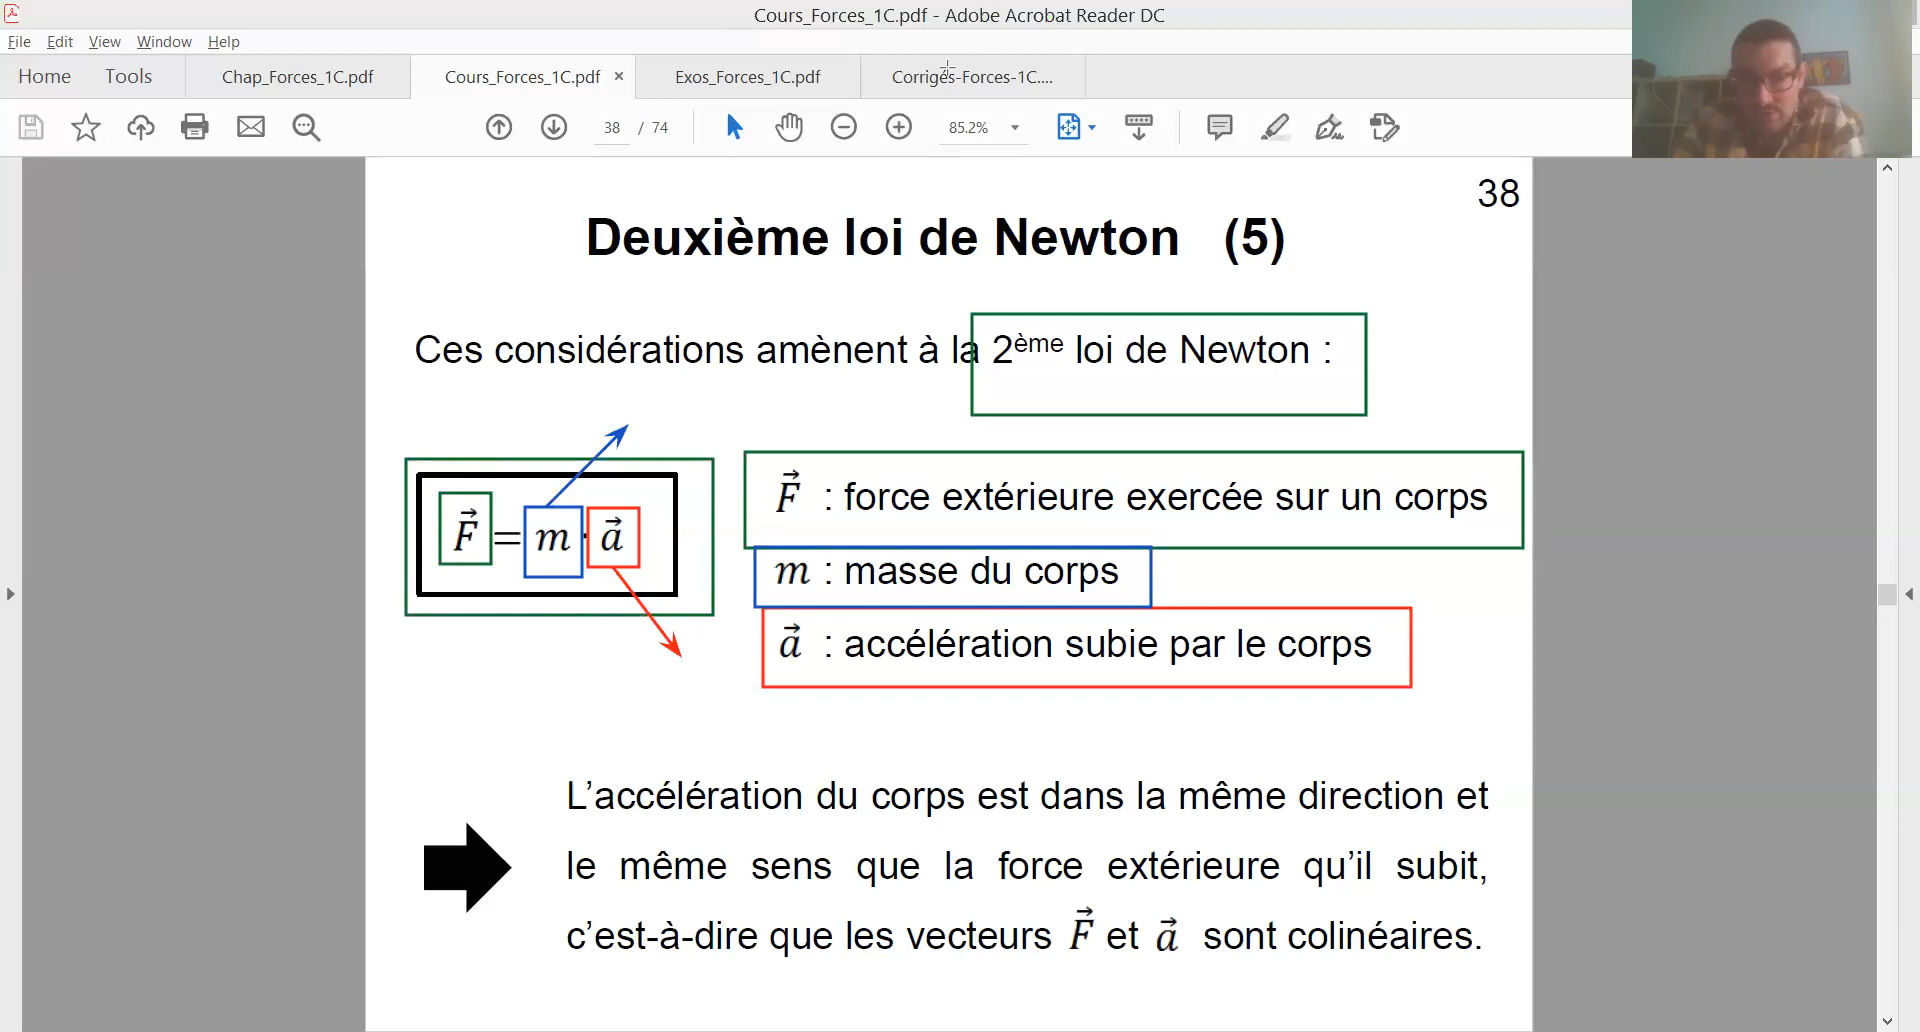 Cours_Forces_1C.pdf - Adobe Acrobat Reader DC
File Edit View Window Help
Home Tools Chap_Forces_1C.pdf Cours_Forces_1C.pdf × Exos_Forces_1C.pdf Corrigés-Forces-1C....
38 / 74 85.2%
38
Deuxième loi de Newton (5)
Ces considérations amènent à la 2ème loi de Newton :
F⃗ = m · a⃗
F⃗ : force extérieure exercée sur un corps
m : masse du corps
a⃗ : accélération subie par le corps
L’accélération du corps est dans la même direction et
le même sens que la force extérieure qu’il subit,
c’est-à-dire que les vecteurs F⃗ et a⃗ sont colinéaires.